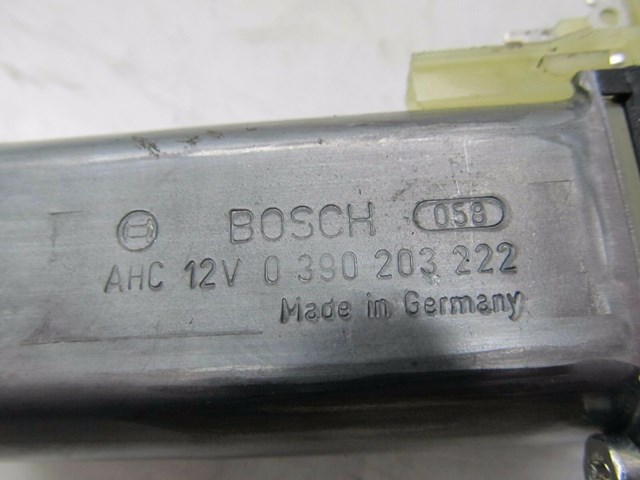 BOSCH 058
AHC 12V 0 390 203 222
Made in Germany